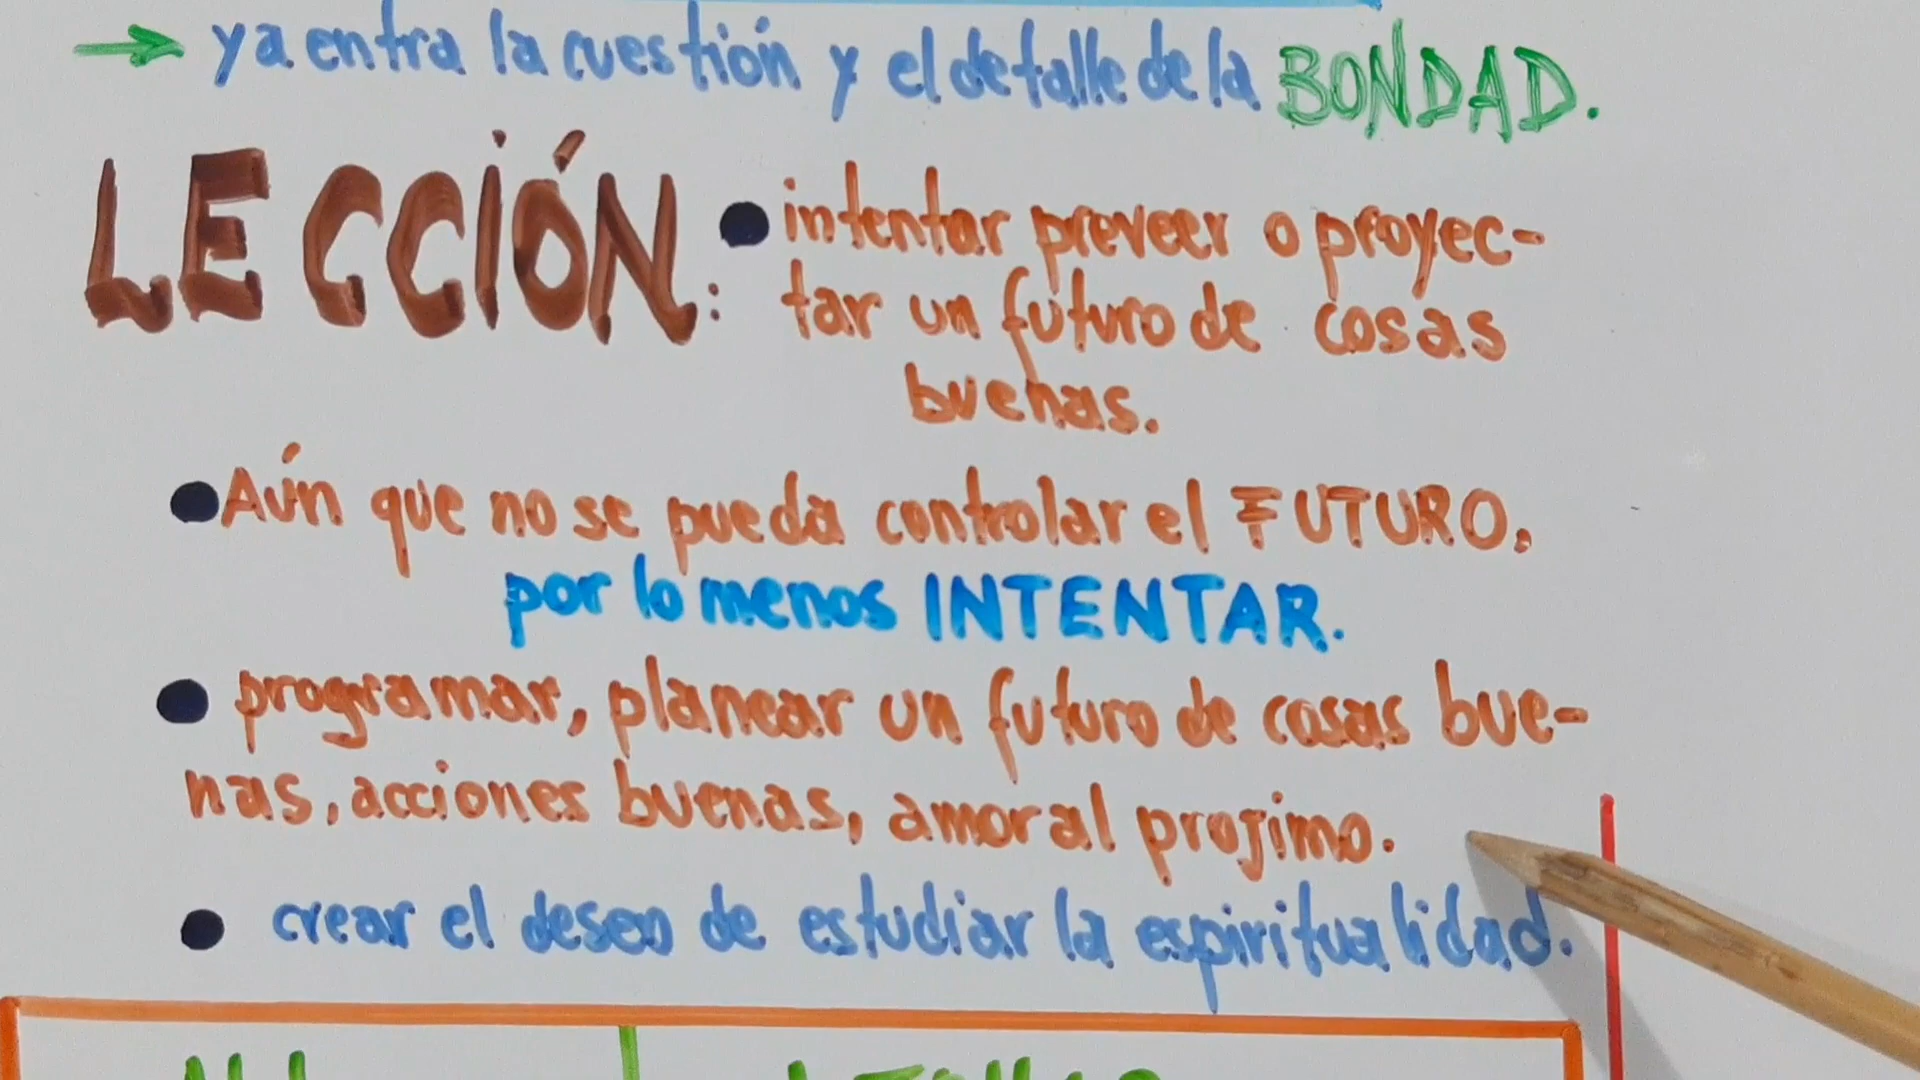 ya entra la cuestión y el detalle de la BONDAD.
LECCIÓN: ● intentar preveer o proyec-
tar un futuro de cosas
buenas.
● Aún que no se pueda controlar el FUTURO,
por lo menos INTENTAR.
● programar, planear un futuro de cosas bue-
nas, acciones buenas, amor al projimo.
● crear el deseo de estudiar la espiritualidad.